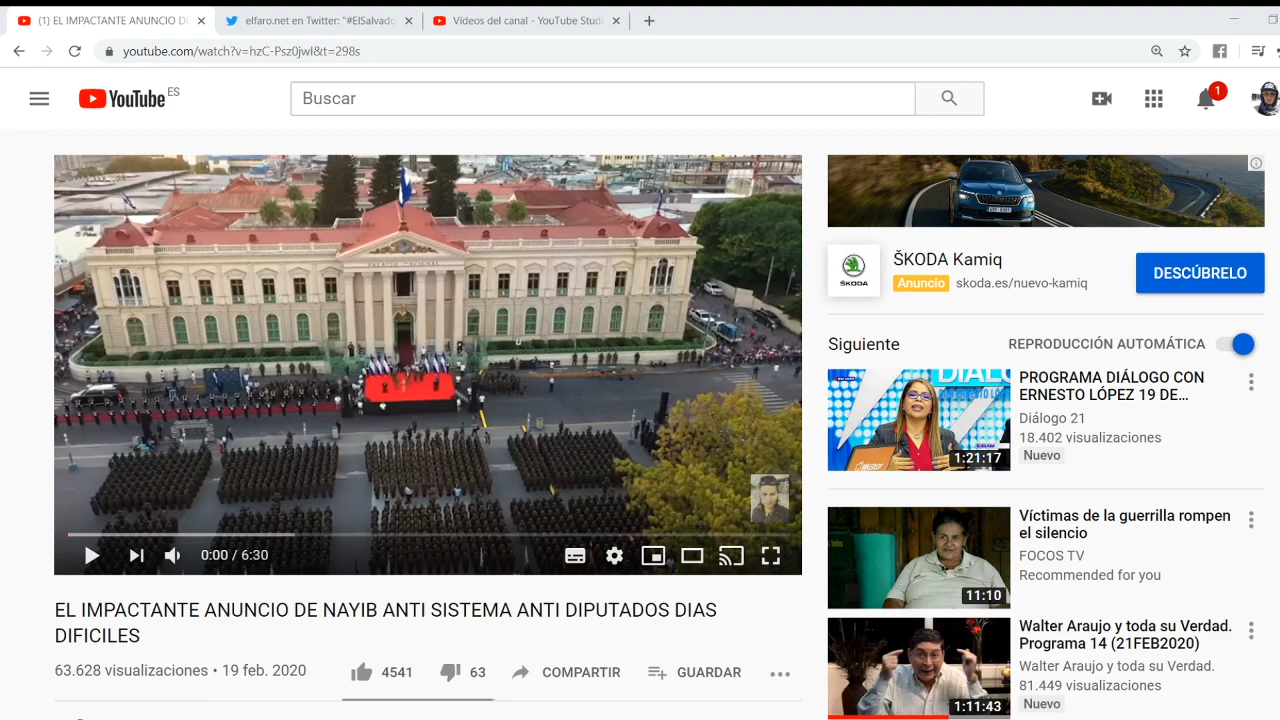 (1) EL IMPACTANTE ANUNCIO DE
elfaro.net en Twitter: "#ElSalvado
Vídeos del canal - YouTube Studi
youtube.com/watch?v=hzC-Psz0jwI&t=298s
YouTube ES
Buscar
1
PALACIO NACIONAL
0:00 / 6:30
EL IMPACTANTE ANUNCIO DE NAYIB ANTI SISTEMA ANTI DIPUTADOS DIAS
DIFICILES
63.628 visualizaciones • 19 feb. 2020
4541
63
COMPARTIR
GUARDAR
ŠKODA
ŠKODA Kamiq
Anuncio skoda.es/nuevo-kamiq
DESCÚBRELO
Siguiente
REPRODUCCIÓN AUTOMÁTICA
1:21:17
PROGRAMA DIÁLOGO CON
ERNESTO LÓPEZ 19 DE...
Diálogo 21
18.402 visualizaciones
Nuevo
11:10
Víctimas de la guerrilla rompen
el silencio
FOCOS TV
Recommended for you
1:11:43
Walter Araujo y toda su Verdad.
Programa 14 (21FEB2020)
Walter Araujo y toda su Verdad.
81.449 visualizaciones
Nuevo